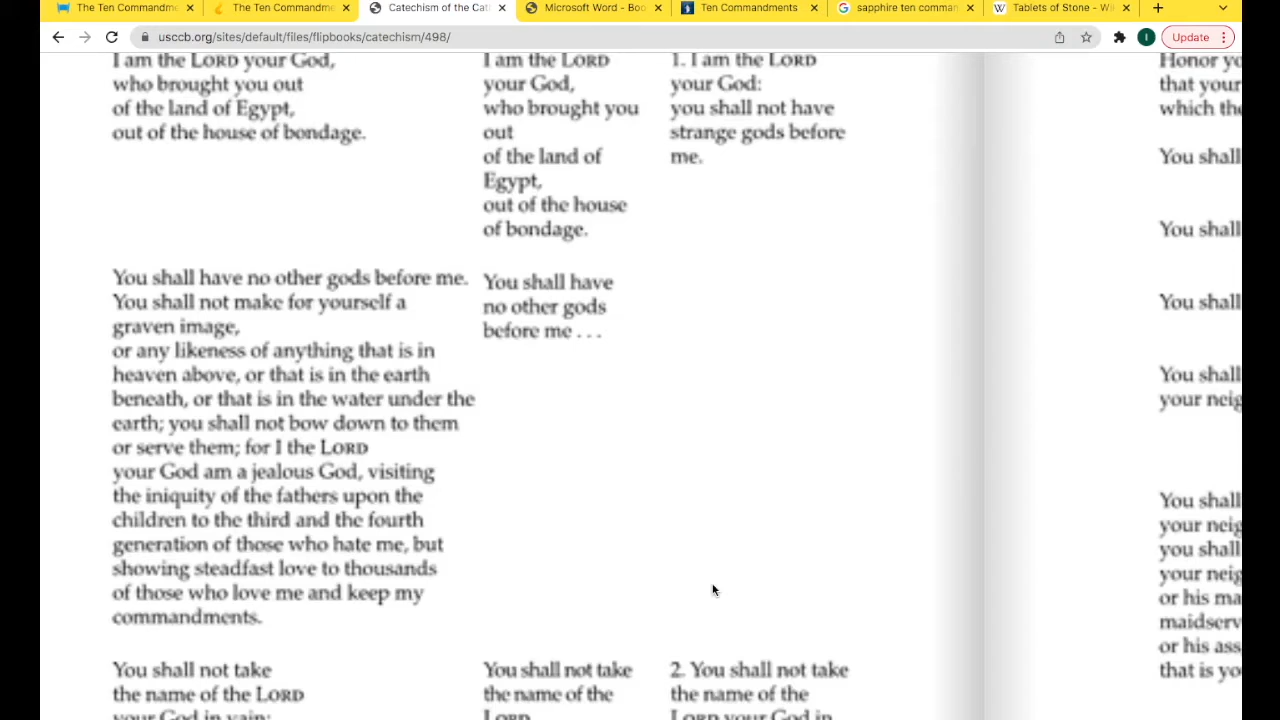 The Ten Commandme
The Ten Commandme
Catechism of the Cat
Microsoft Word - Boo
Ten Commandments
sapphire ten comman
Tablets of Stone - Wi
usccb.org/sites/default/files/flipbooks/catechism/498/
Update
I am the LORD your God,
who brought you out
of the land of Egypt,
out of the house of bondage.
You shall have no other gods before me.
You shall not make for yourself a
graven image,
or any likeness of anything that is in
heaven above, or that is in the earth
beneath, or that is in the water under the
earth; you shall not bow down to them
or serve them; for I the LORD
your God am a jealous God, visiting
the iniquity of the fathers upon the
children to the third and the fourth
generation of those who hate me, but
showing steadfast love to thousands
of those who love me and keep my
commandments.
You shall not take
the name of the LORD
your God in vain:
I am the LORD
your God,
who brought you
out
of the land of
Egypt,
out of the house
of bondage.
You shall have
no other gods
before me . . .
You shall not take
the name of the
LORD
1. I am the LORD
your God:
you shall not have
strange gods before
me.
2. You shall not take
the name of the
LORD your God in
Honor yo
that your
which the
You shall
You shall
You shall
You shall
your neig
You shall
your neig
you shall
your neig
or his ma
maidserv
or his ass
that is yo